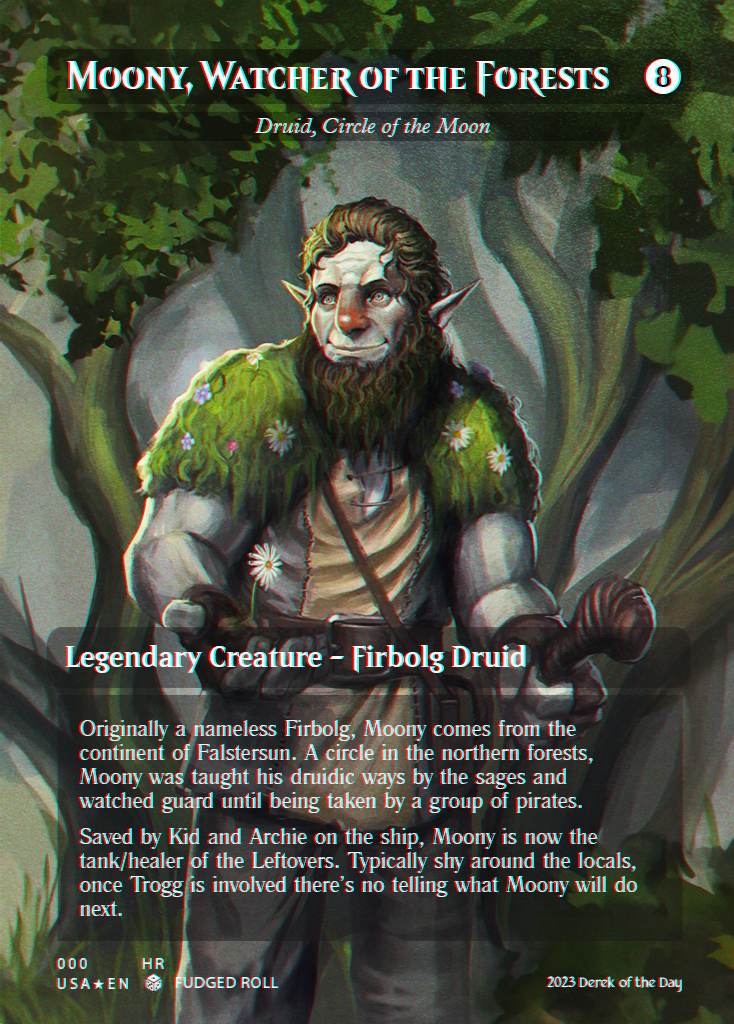 Moony, Watcher of the Forests 8
Druid, Circle of the Moon
Legendary Creature – Firbolg Druid
Originally a nameless Firbolg, Moony comes from the
continent of Falstersun. A circle in the northern forests,
Moony was taught his druidic ways by the sages and
watched guard until being taken by a group of pirates.
Saved by Kid and Archie on the ship, Moony is now the
tank/healer of the Leftovers. Typically shy around the locals,
once Trogg is involved there's no telling what Moony will do
next.
000 HR
USA★EN FUDGED ROLL
2023 Derek of the Day